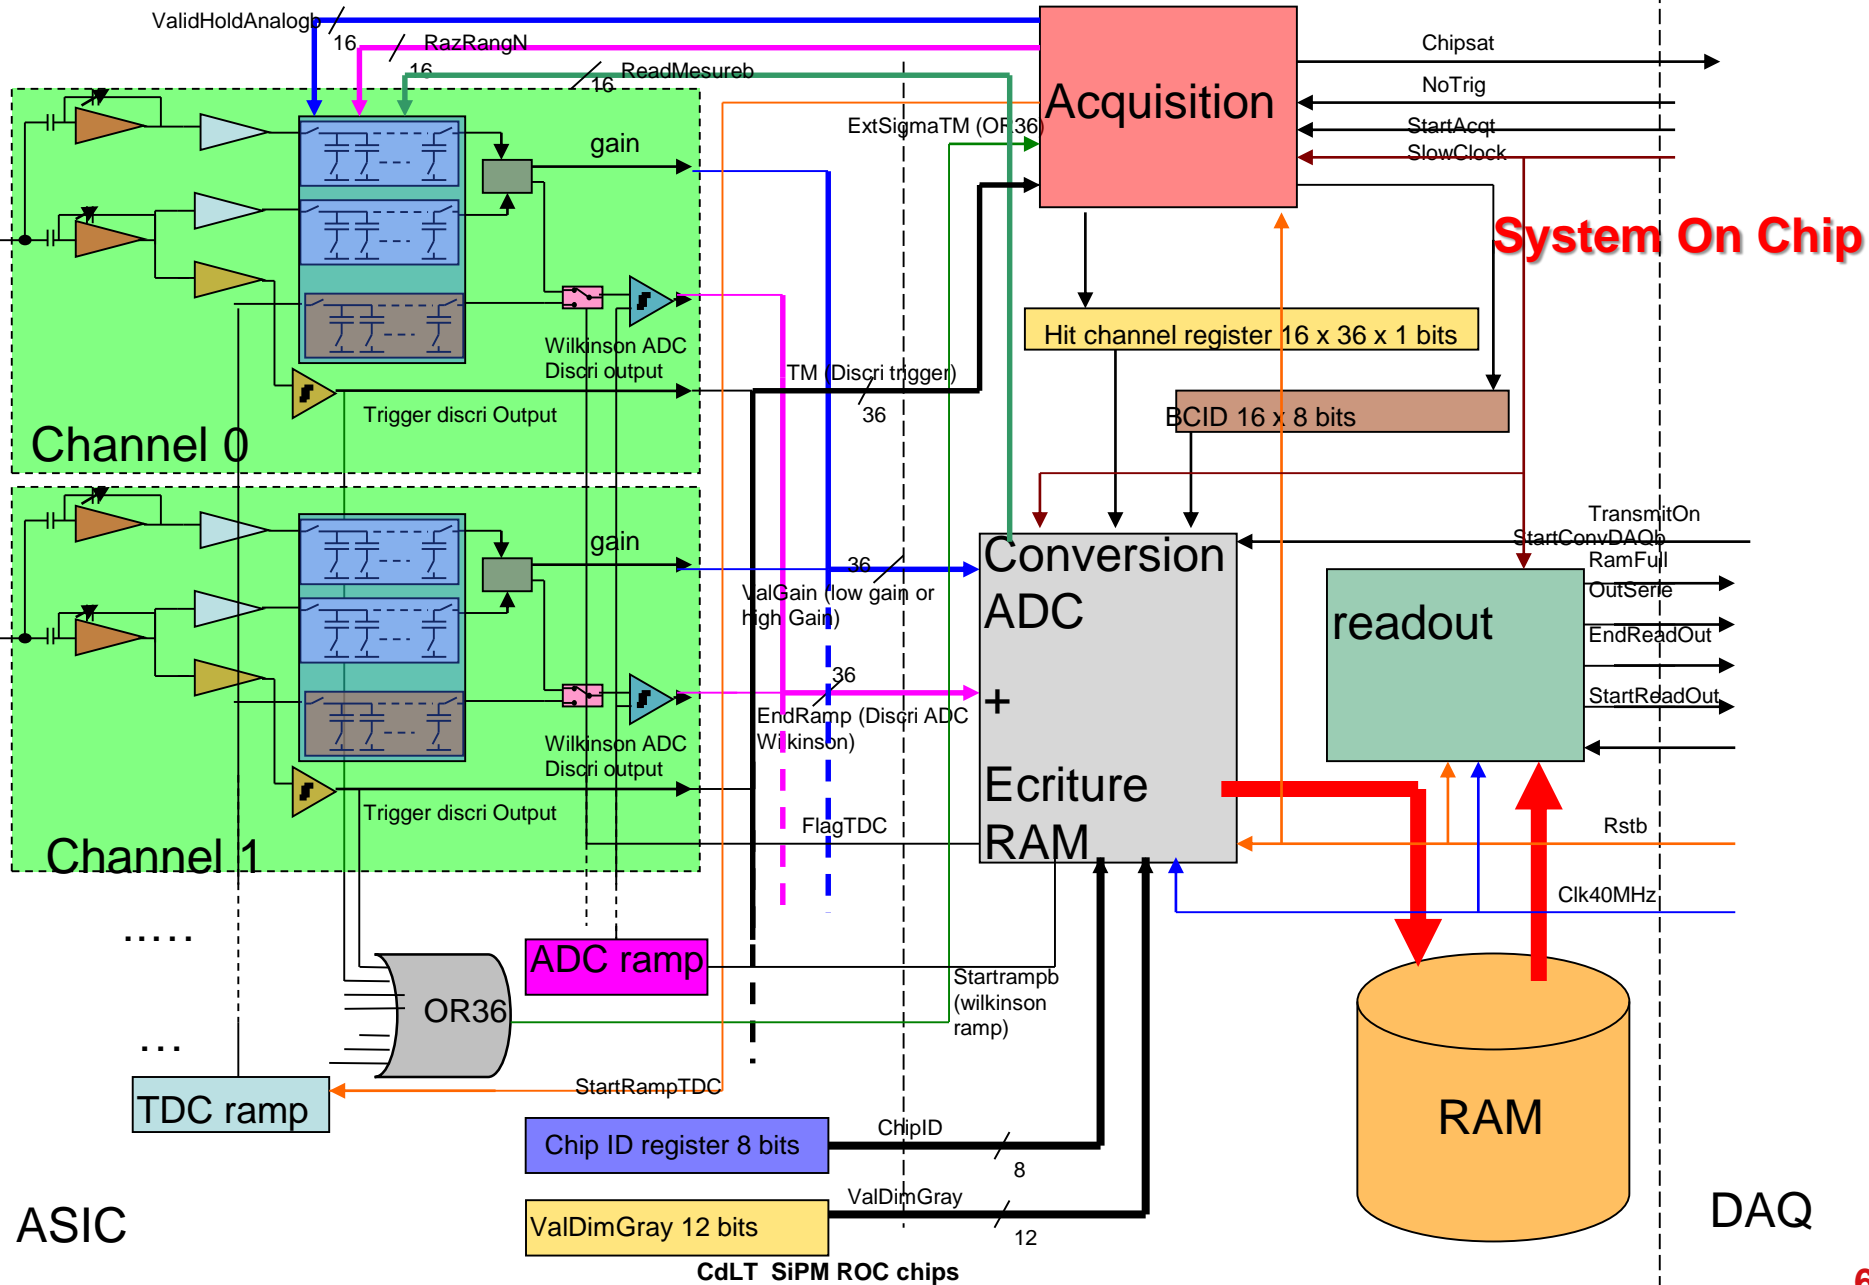 ValidHoldAnalogb
16
RazRangN
16
ReadMesureb
16
Acquisition
Chipsat
NoTrig
StartAcqt
SlowClock
ExtSigmaTM (OR36)
gain
System On Chip
Hit channel register 16 x 36 x 1 bits
Wilkinson ADC
Discri output
TM (Discri trigger)
36
BCID 16 x 8 bits
Trigger discri Output
Channel 0
gain
TransmitOn
StartConvDAQb
RamFull
OutSerie
EndReadOut
StartReadOut
readout
Conversion
ADC
+
Ecriture
RAM
36
ValGain (low gain or
high Gain)
36
EndRamp (Discri ADC
Wilkinson)
Wilkinson ADC
Discri output
Trigger discri Output
Channel 1
FlagTDC
Rstb
Clk40MHz
.....
ADC ramp
Startrampb
(wilkinson
ramp)
OR36
...
StartRampTDC
TDC ramp
RAM
Chip ID register 8 bits
ChipID
8
ValDimGray
ValDimGray 12 bits
12
ASIC
DAQ
CdLT SiPM ROC chips
6